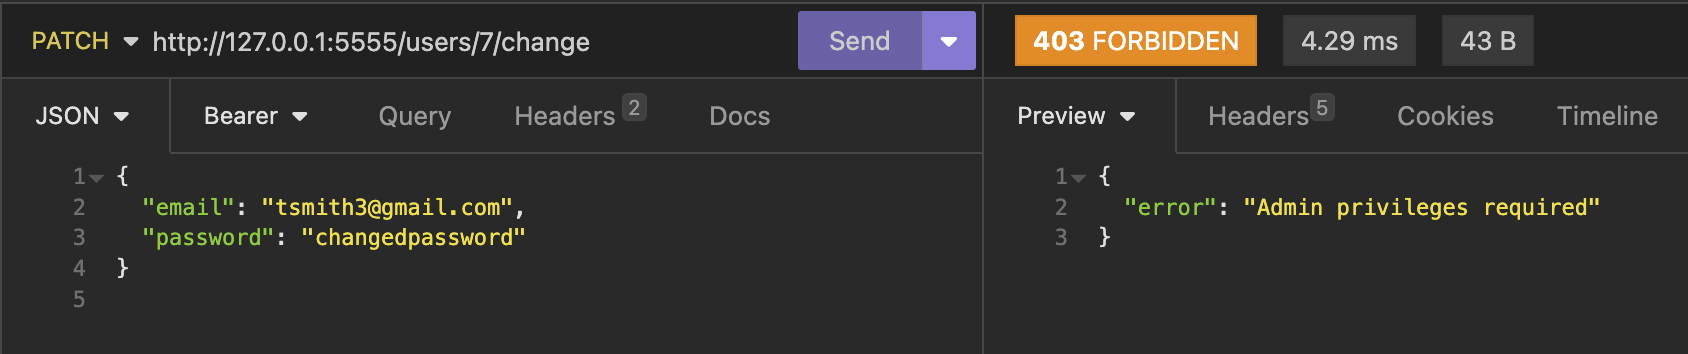 PATCH http://127.0.0.1:5555/users/7/change Send
JSON Bearer Query Headers 2 Docs
1 {
2 "email": "tsmith3@gmail.com",
3 "password": "changedpassword"
4 }
5
403 FORBIDDEN 4.29 ms 43 B
Preview Headers 5 Cookies Timeline
1 {
2 "error": "Admin privileges required"
3 }